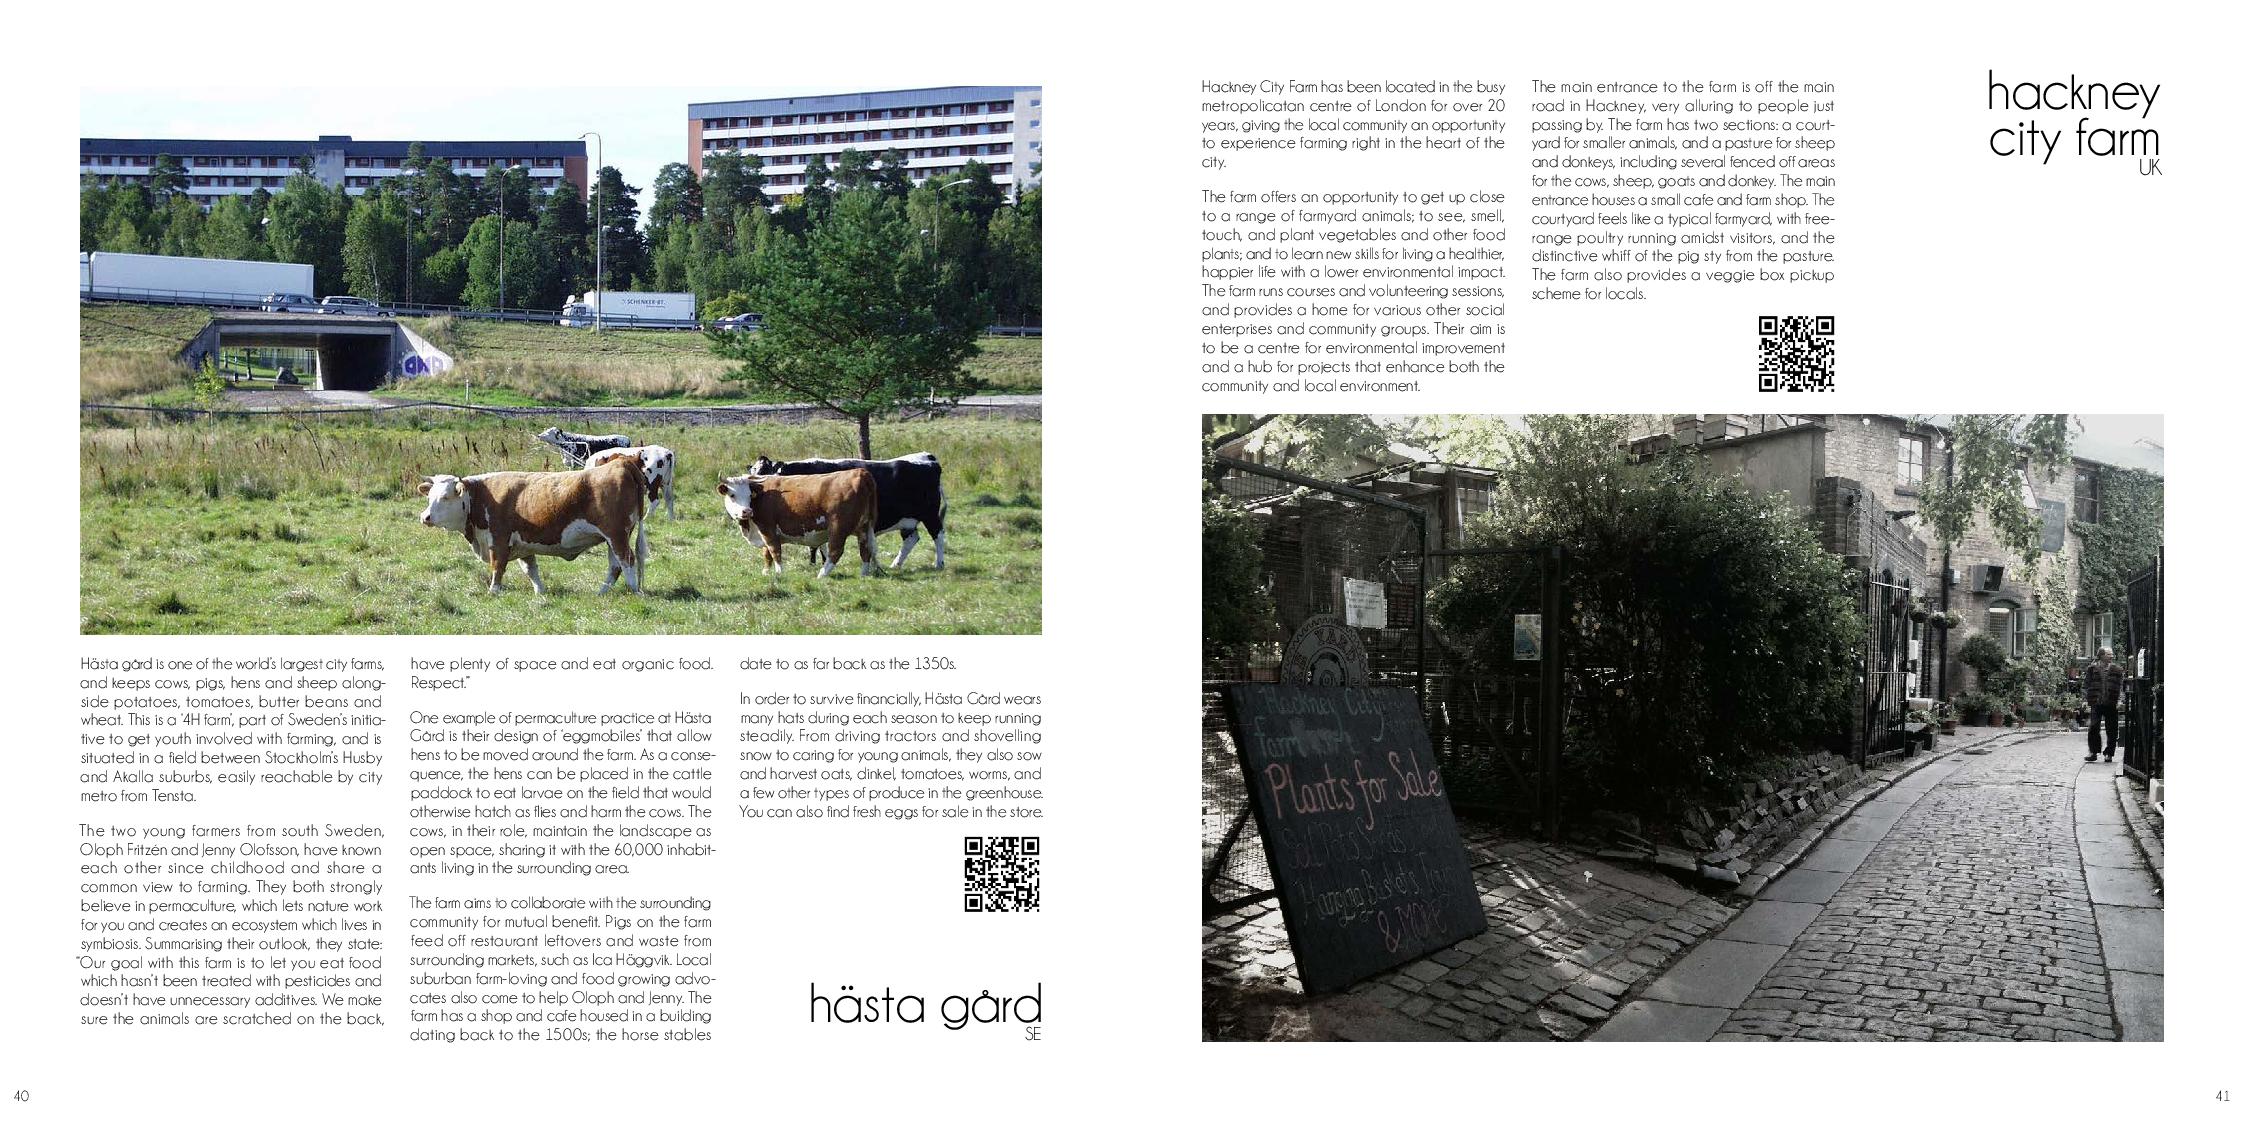 SCHENKER-BT.
Hästa gård is one of the world's largest city farms,
and keeps cows, pigs, hens and sheep along-
side potatoes, tomatoes, butter beans and
wheat. This is a '4H farm', part of Sweden's initia-
tive to get youth involved with farming, and is
situated in a field between Stockholm's Husby
and Akalla suburbs, easily reachable by city
metro from Tensta.
The two young farmers from south Sweden,
Oloph Fritzén and Jenny Olofsson, have known
each other since childhood and share a
common view to farming. They both strongly
believe in permaculture, which lets nature work
for you and creates an ecosystem which lives in
symbiosis. Summarising their outlook, they state:
"Our goal with this farm is to let you eat food
which hasn't been treated with pesticides and
doesn't have unnecessary additives. We make
sure the animals are scratched on the back,
have plenty of space and eat organic food.
Respect."
One example of permaculture practice at Hästa
Gård is their design of 'eggmobiles' that allow
hens to be moved around the farm. As a conse-
quence, the hens can be placed in the cattle
paddock to eat larvae on the field that would
otherwise hatch as flies and harm the cows. The
cows, in their role, maintain the landscape as
open space, sharing it with the 60,000 inhabit-
ants living in the surrounding area.
The farm aims to collaborate with the surrounding
community for mutual benefit. Pigs on the farm
feed off restaurant leftovers and waste from
surrounding markets, such as Ica Häggvik. Local
suburban farm-loving and food growing advo-
cates also come to help Oloph and Jenny. The
farm has a shop and cafe housed in a building
dating back to the 1500s; the horse stables
date to as far back as the 1350s.
In order to survive financially, Hästa Gård wears
many hats during each season to keep running
steadily. From driving tractors and shovelling
snow to caring for young animals, they also sow
and harvest oats, dinkel, tomatoes, worms, and
a few other types of produce in the greenhouse.
You can also find fresh eggs for sale in the store.
hästa gård
SE
40
Hackney City Farm has been located in the busy
metropolicatan centre of London for over 20
years, giving the local community an opportunity
to experience farming right in the heart of the
city.
The farm offers an opportunity to get up close
to a range of farmyard animals; to see, smell,
touch, and plant vegetables and other food
plants; and to learn new skills for living a healthier,
happier life with a lower environmental impact.
The farm runs courses and volunteering sessions,
and provides a home for various other social
enterprises and community groups. Their aim is
to be a centre for environmental improvement
and a hub for projects that enhance both the
community and local environment.
The main entrance to the farm is off the main
road in Hackney, very alluring to people just
passing by. The farm has two sections: a court-
yard for smaller animals, and a pasture for sheep
and donkeys, including several fenced off areas
for the cows, sheep, goats and donkey. The main
entrance houses a small cafe and farm shop. The
courtyard feels like a typical farmyard, with free-
range poultry running amidst visitors, and the
distinctive whiff of the pig sty from the pasture.
The farm also provides a veggie box pickup
scheme for locals.
hackney
city farm
UK
Hackney City
farm
Plants for Sale
Hanging Baskets
& MORE
41